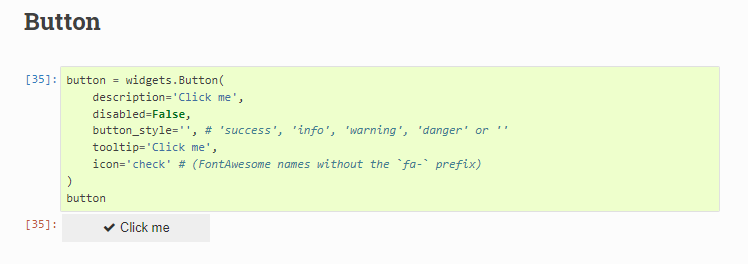 Button
[35]: button = widgets.Button(
    description='Click me',
    disabled=False,
    button_style='', # 'success', 'info', 'warning', 'danger' or ''
    tooltip='Click me',
    icon='check' # (FontAwesome names without the `fa-` prefix)
)
button
[35]: ✔ Click me